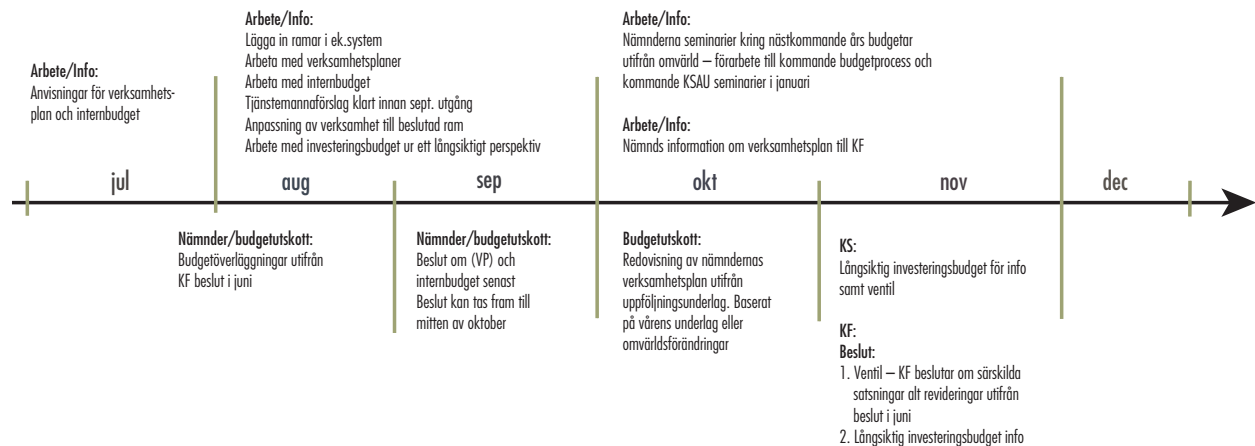 Arbete/Info:
Anvisningar för verksamhets-
plan och internbudget
Arbete/Info:
Lägga in ramar i ek.system
Arbeta med verksamhetsplaner
Arbeta med internbudget
Tjänstemannaförslag klart innan sept. utgång
Anpassning av verksamhet till beslutad ram
Arbete med investeringsbudget ur ett långsiktigt perspektiv
Arbete/Info:
Nämnderna seminarier kring nästkommande års budgetar
utifrån omvärld – förarbete till kommande budgetprocess och
kommande KSAU seminarier i januari
Arbete/Info:
Nämnds information om verksamhetsplan till KF
jul aug sep okt nov dec
Nämnder/budgetutskott:
Budgetöverläggningar utifrån
KF beslut i juni
Nämnder/budgetutskott:
Beslut om (VP) och
internbudget senast
Beslut kan tas fram till
mitten av oktober
Budgetutskott:
Redovisning av nämndernas
verksamhetsplan utifrån
uppföljningsunderlag. Baserat
på vårens underlag eller
omvärldsförändringar
KS:
Långsiktig investeringsbudget för info
samt ventil
KF:
Beslut:
1. Ventil – KF beslutar om särskilda
satsningar alt revideringar utifrån
beslut i juni
2. Långsiktig investeringsbudget info